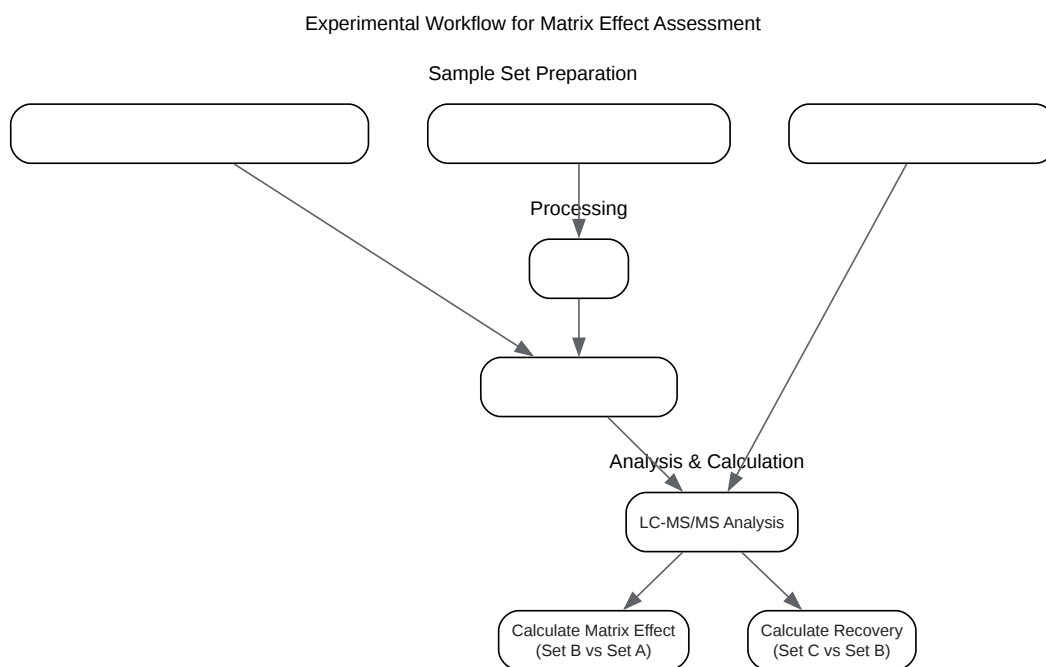 Experimental Workflow for Matrix Effect Assessment
Sample Set Preparation
Processing
Analysis & Calculation
LC-MS/MS Analysis
Calculate Matrix Effect
(Set B vs Set A)
Calculate Recovery
(Set C vs Set B)